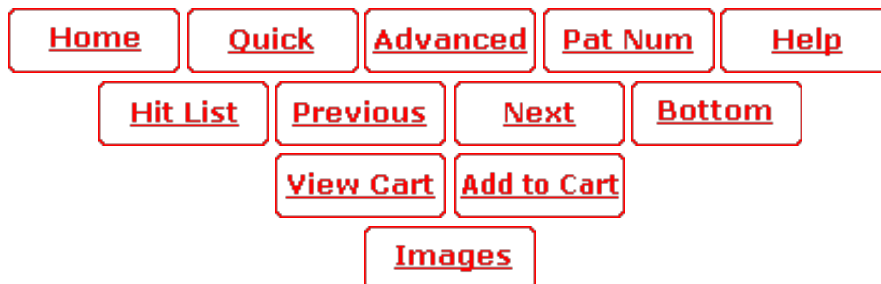 Home Quick Advanced Pat Num Help
Hit List Previous Next Bottom
View Cart Add to Cart
Images